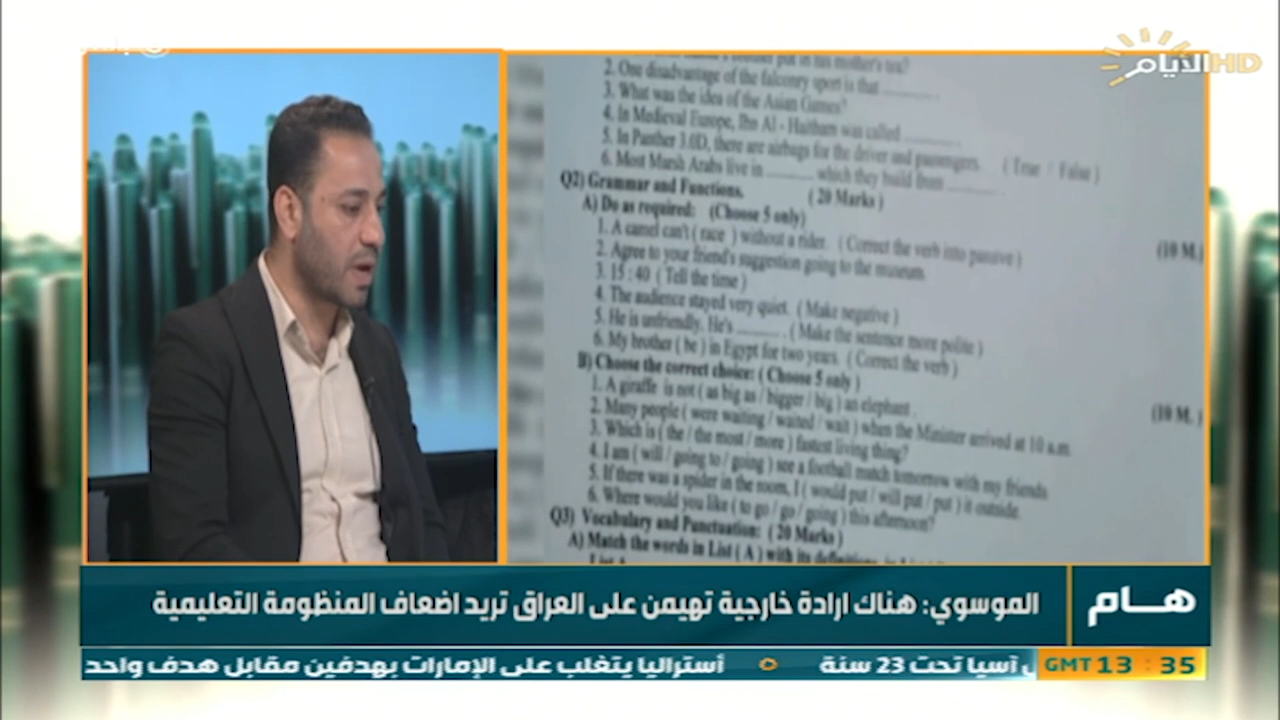 الأيام HD
2. One disadvantage of the falconry sport is that ............
3. What was the idea of the Asian Games?
4. In Medieval Europe, Ibn Al - Haitham was called ............
5. In Panther 3.0D, there are airbags for the driver and passengers. ( True / False )
6. Most Marsh Arabs live in ............ which they build from ............
Q2) Grammar and Functions. ( 20 Marks )
A) Do as required: (Choose 5 only) (10 M.)
1. A camel can't ( race ) without a rider. ( Correct the verb into passive )
2. Agree to your friend's suggestion going to the museum.
3. 15 : 40 ( Tell the time )
4. The audience stayed very quiet. ( Make negative )
5. He is unfriendly. He's ............ ( Make the sentence more polite )
6. My brother ( be ) in Egypt for two years. ( Correct the verb )
B) Choose the correct choice: ( Choose 5 only ) (10 M. )
1. A giraffe is not ( as big as / bigger / big ) an elephant.
2. Many people ( were waiting / waited / wait ) when the Minister arrived at 10 a.m.
3. Which is ( the / the most / more ) fastest living thing?
4. I am ( will / going to / going ) see a football match tomorrow with my friends
5. If there was a spider in the room, I ( would put / will put / put ) it outside.
6. Where would you like ( to go / go / going ) this afternoon?
Q3) Vocabulary and Punctuation: ( 20 Marks )
A) Match the words in List ( A ) with its definitions
هـــام
الموسوي: هناك ارادة خارجية تهيمن على العراق تريد اضعاف المنظومة التعليمية
GMT 13 : 35
آسيا تحت 23 سنة
أستراليا يتغلب على الإمارات بهدفين مقابل هدف واحد